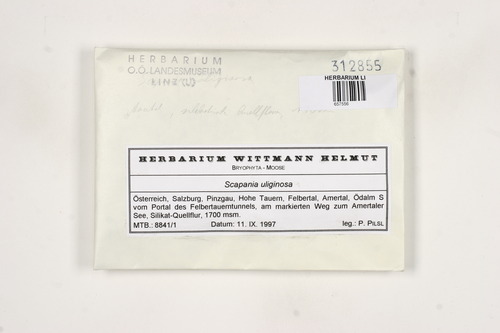 HERBARIUM
O.Ö. LANDESMUSEUM
LINZ (LI)
312855
HERBARIUM LI
HERBARIUM WITTMANN HELMUT
BRYOPHYTA - MOOSE
Scapania uliginosa
Österreich, Salzburg, Pinzgau, Hohe Tauern, Felbertal, Amertal, Ödalm S
vom Portal des Felbertauerntunnels, am markierten Weg zum Amertaler
See, Silikat-Quellflur, 1700 msm.
MTB.: 8841/1 Datum: 11. IX. 1997 leg.: P. PILSL